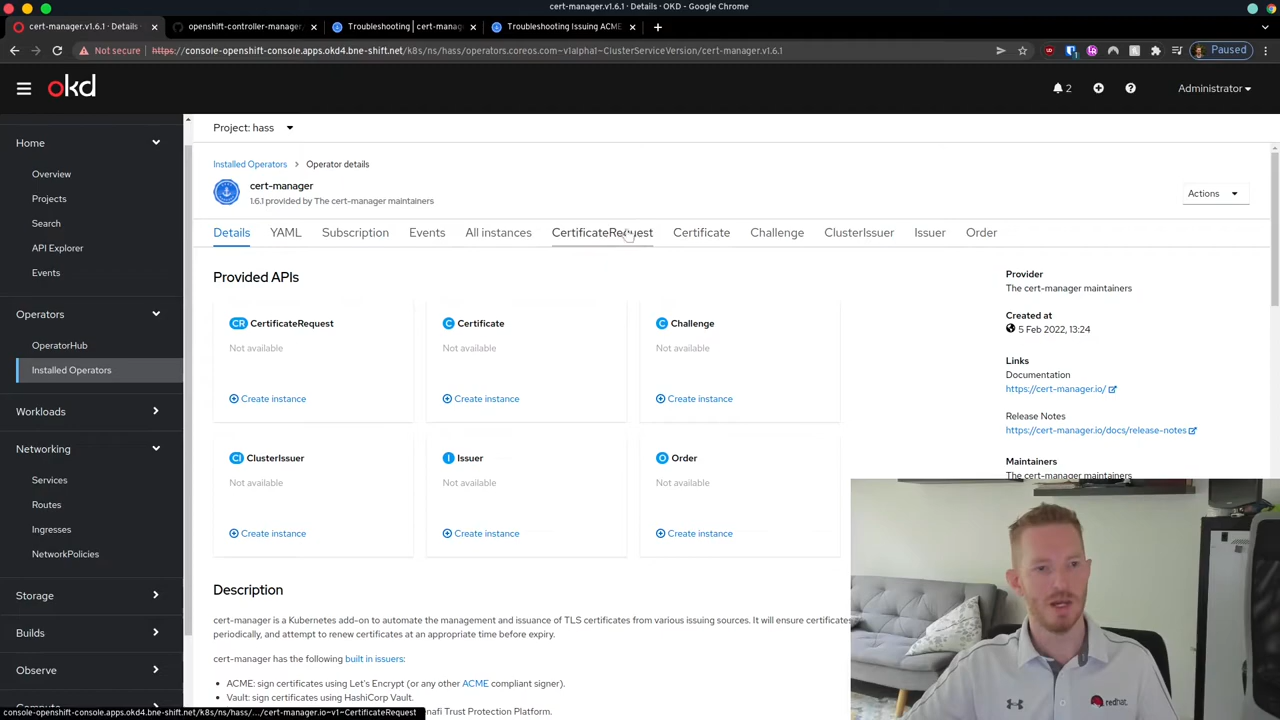 cert-manager.v1.6.1 · Details · OKD - Google Chrome
cert-manager.v1.6.1 · Details
openshift-controller-manager
Troubleshooting | cert-manag
Troubleshooting Issuing ACME
Not secure https://console-openshift-console.apps.okd4.bne-shift.net/k8s/ns/hass/operators.coreos.com~v1alpha1~ClusterServiceVersion/cert-manager.v1.6.1
Paused
okd
2
Administrator
Home
Overview
Projects
Search
API Explorer
Events
Operators
OperatorHub
Installed Operators
Workloads
Networking
Services
Routes
Ingresses
NetworkPolicies
Storage
Builds
Observe
Project: hass
Installed Operators > Operator details
cert-manager
1.6.1 provided by The cert-manager maintainers
Actions
Details YAML Subscription Events All instances CertificateRequest Certificate Challenge ClusterIssuer Issuer Order
Provided APIs
CR CertificateRequest
Not available
Create instance
C Certificate
Not available
Create instance
C Challenge
Not available
Create instance
CI ClusterIssuer
Not available
Create instance
I Issuer
Not available
Create instance
O Order
Not available
Create instance
Provider
The cert-manager maintainers
Created at
5 Feb 2022, 13:24
Links
Documentation
https://cert-manager.io/
Release Notes
https://cert-manager.io/docs/release-notes
Maintainers
The cert-manager maintainers
Description
cert-manager is a Kubernetes add-on to automate the management and issuance of TLS certificates from various issuing sources. It will ensure certificates
periodically, and attempt to renew certificates at an appropriate time before expiry.
cert-manager has the following built in issuers:
• ACME: sign certificates using Let's Encrypt (or any other ACME compliant signer).
• Vault: sign certificates using HashiCorp Vault.
Trust Protection Platform.
console-openshift-console.apps.okd4.bne-shift.net/k8s/ns/hass/.../cert-manager.io~v1~CertificateRequest
redhat.